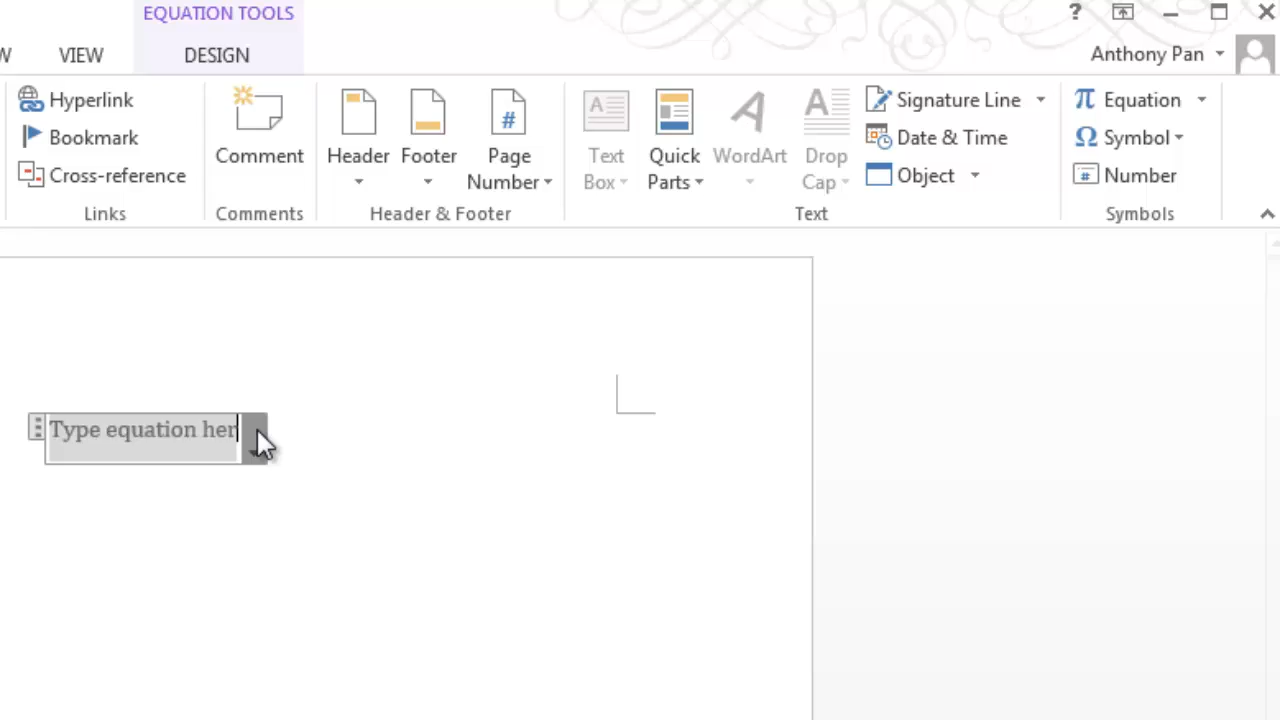 EQUATION TOOLS
?
W VIEW DESIGN
Anthony Pan
Hyperlink
Bookmark
Cross-reference
Links
Comment
Comments
Header
Footer
Page
Number
Header & Footer
Text
Box
Quick
Parts
WordArt
Drop
Cap
Signature Line
Date & Time
Object
Text
Equation
Symbol
Number
Symbols
Type equation her